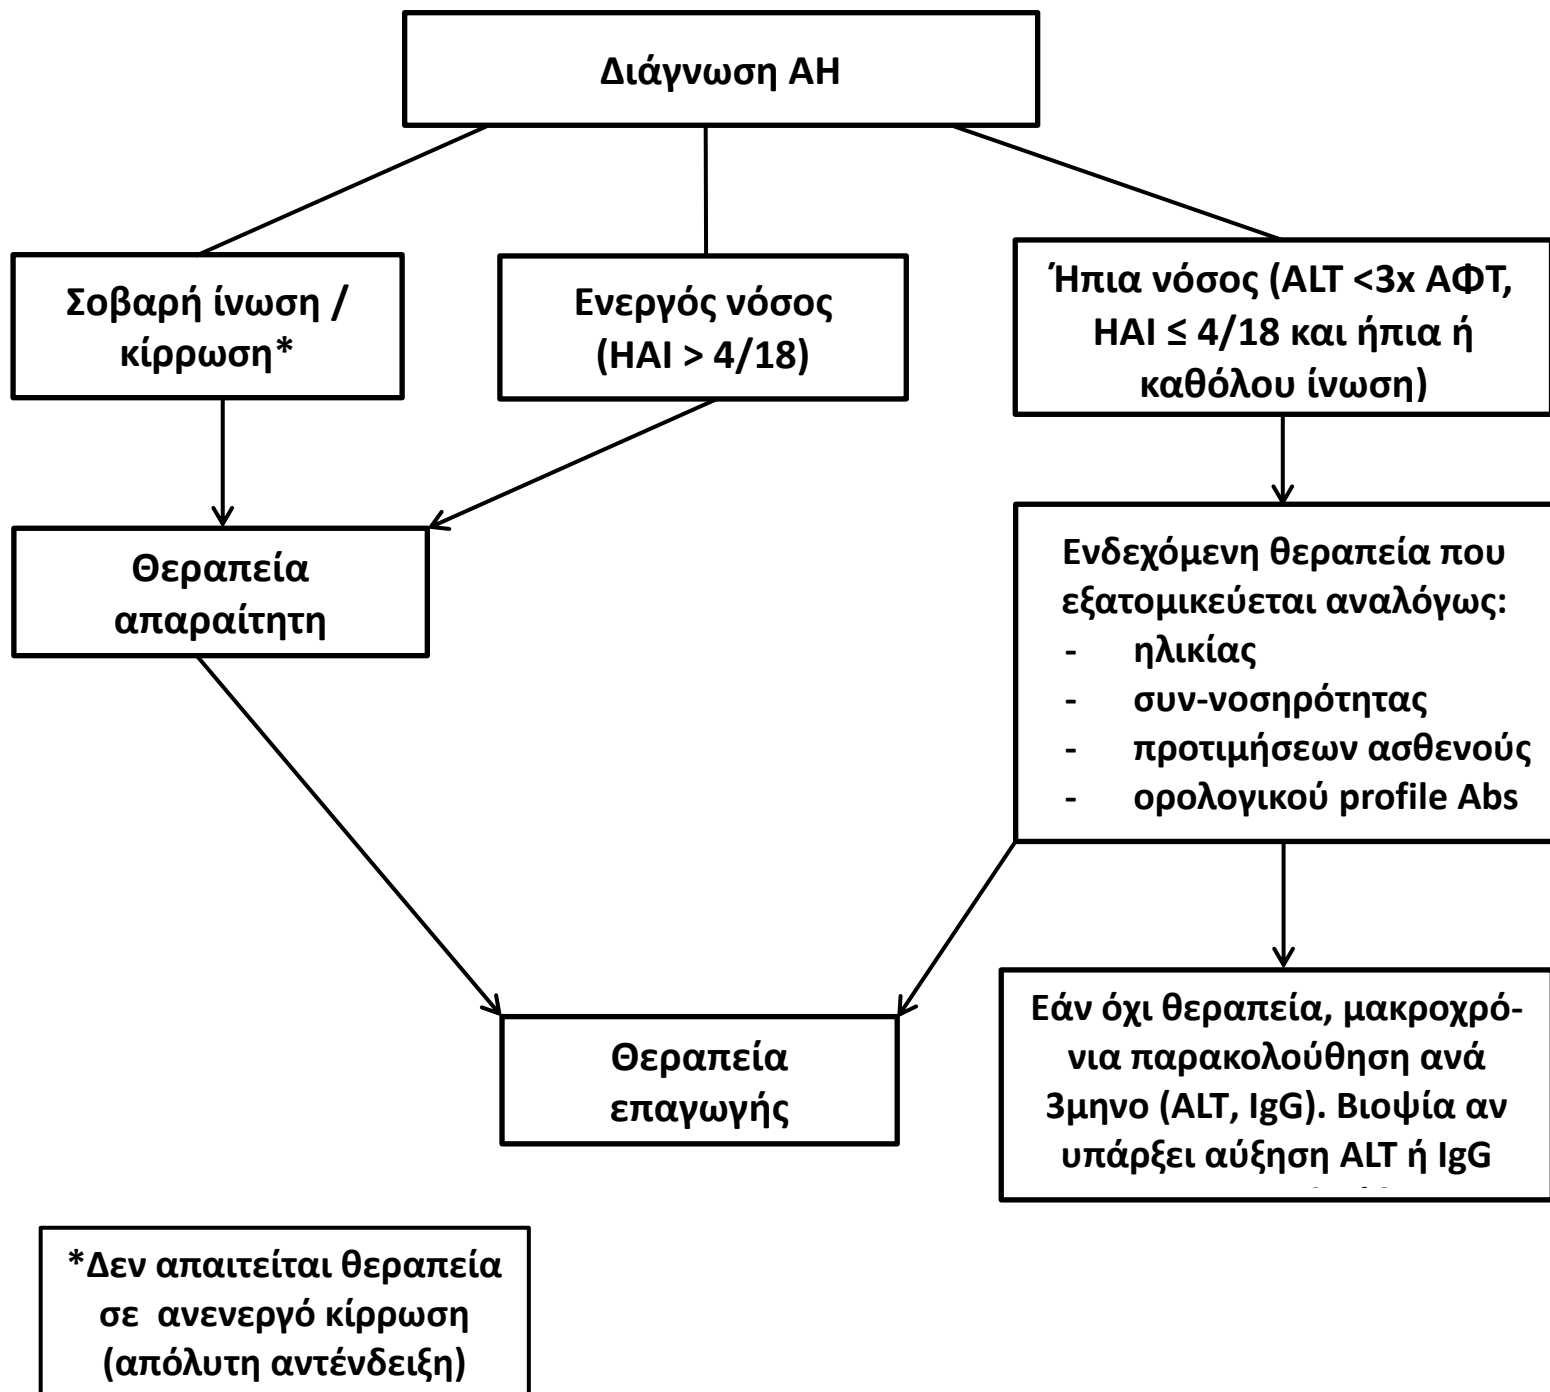 Διάγνωση ΑΗ
Σοβαρή ίνωση /
κίρρωση*
Ενεργός νόσος
(HAI > 4/18)
Ήπια νόσος (ALT <3x ΑΦΤ,
HAI ≤ 4/18 και ήπια ή
καθόλου ίνωση)
Θεραπεία
απαραίτητη
Ενδεχόμενη θεραπεία που
εξατομικεύεται αναλόγως:
- ηλικίας
- συν-νοσηρότητας
- προτιμήσεων ασθενούς
- ορολογικού profile Abs
Θεραπεία
επαγωγής
Εάν όχι θεραπεία, μακροχρό-
νια παρακολούθηση ανά
3μηνο (ALT, IgG). Βιοψία αν
υπάρξει αύξηση ALT ή IgG
*Δεν απαιτείται θεραπεία
σε ανενεργό κίρρωση
(απόλυτη αντένδειξη)